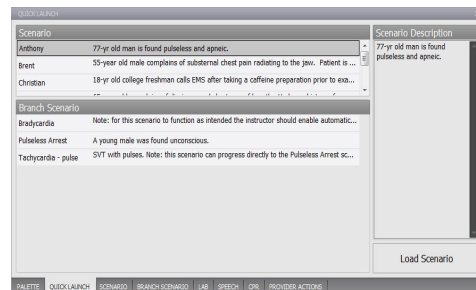 QUICK LAUNCH
Scenario
Anthony 77-yr old man is found pulseless and apneic.
Brent 55-year old male complains of substernal chest pain radiating to the jaw. Patient is ...
Christian 18-yr old college freshman calls EMS after taking a caffeine preparation prior to exa...
Branch Scenario
Bradycardia Note: for this scenario to function as intended the instructor should enable automatic...
Pulseless Arrest A young male was found unconscious.
Tachycardia - pulse SVT with pulses. Note: this scenario can progress directly to the Pulseless Arrest sc...
Scenario Description
77-yr old man is found
pulseless and apneic.
Load Scenario
PALETTE QUICK LAUNCH SCENARIO BRANCH SCENARIO LAB SPEECH CPR PROVIDER ACTIONS